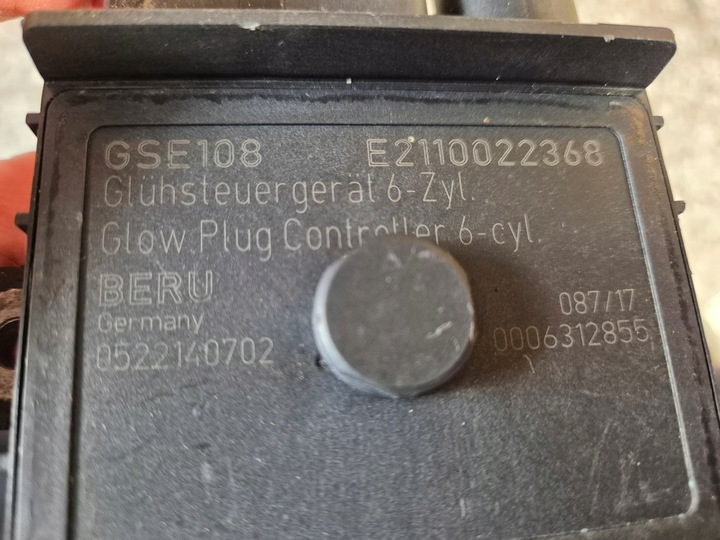 GSE108 E2110022368
Glühsteuergerät 6-Zyl.
Glow Plug Controller 6-cyl.
BERU
Germany 087/17
0522140702 0006312855